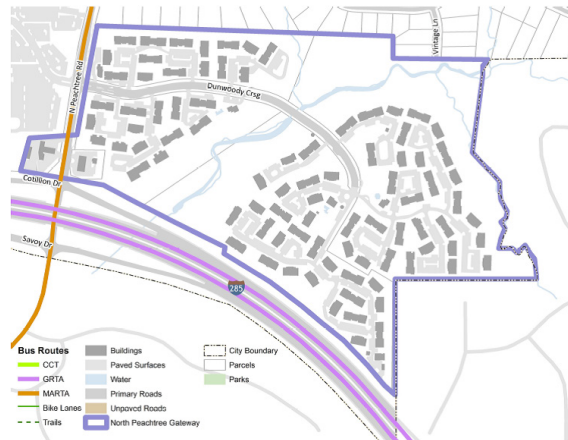 Vintage Ln
N Peachtree Rd
Dunwoody Crsg
Cotillion Dr
Savoy Dr
285
Bus Routes
CCT
GRTA
MARTA
Bike Lanes
Trails
Buildings
Paved Surfaces
Water
Primary Roads
Unpaved Roads
North Peachtree Gateway
City Boundary
Parcels
Parks